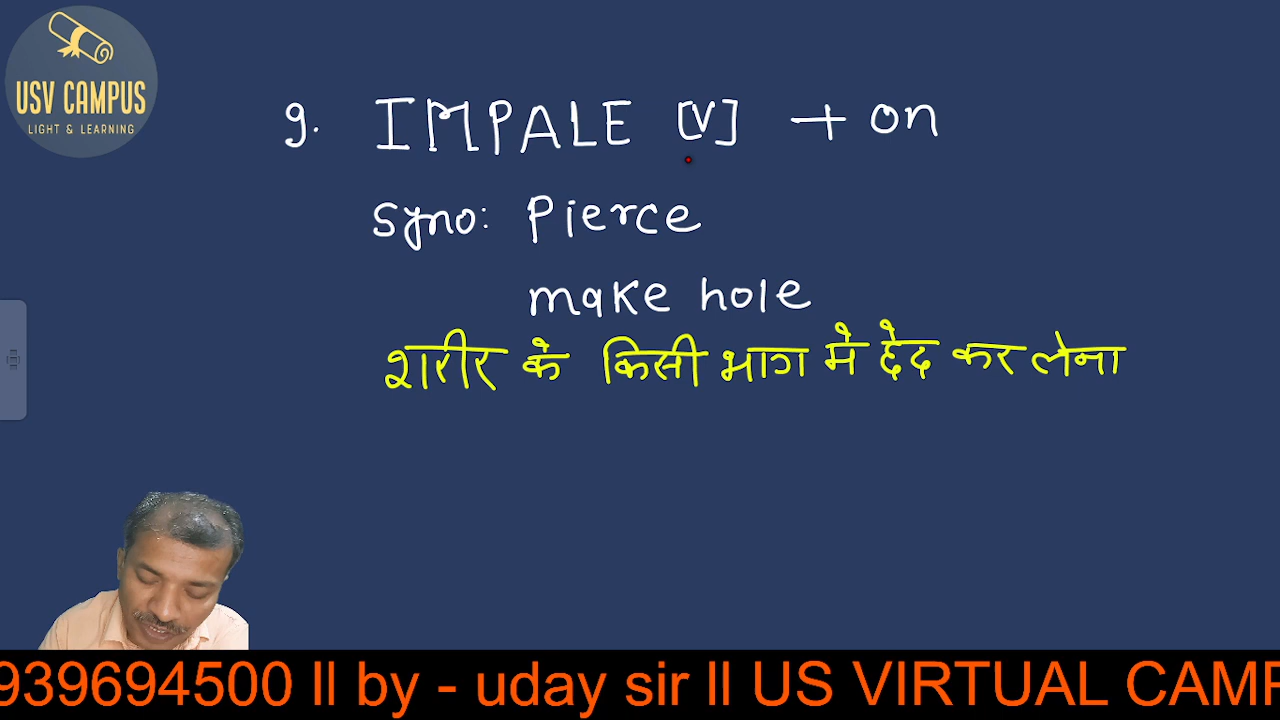 USV CAMPUS
LIGHT & LEARNING
9. IMPALE [V] + on
Syno: Pierce
make hole
शरीर के किसी भाग मे छेद कर लेना
939694500 ll by - uday sir ll US VIRTUAL CAMP